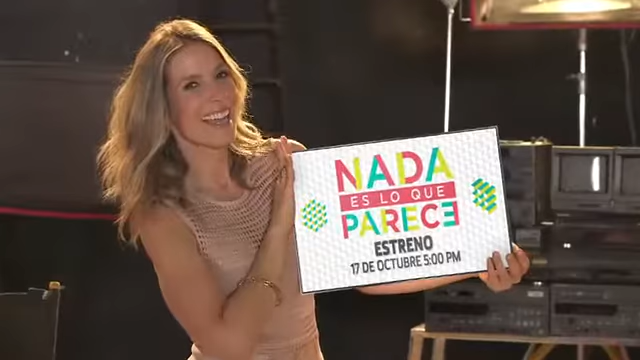 NADA
ES LO QUE
PARECE
ESTRENO
17 DE OCTUBRE 5:00 PM